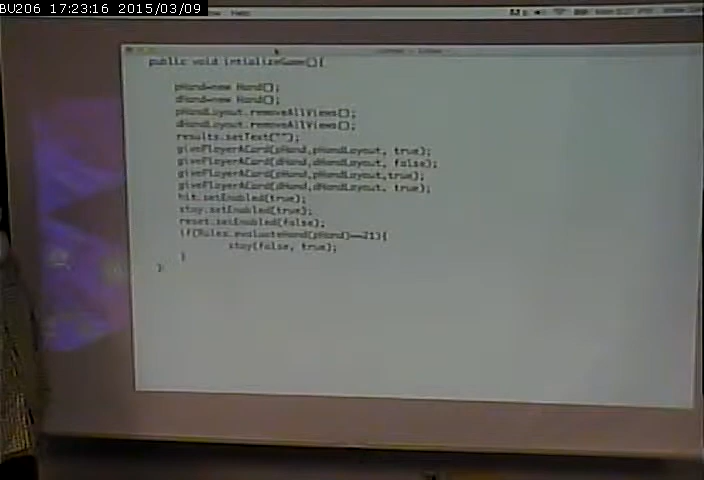 BU206 17:23:16 2015/03/09
Help
public void intializeGame(){
pHand=new Hand();
dHand=new Hand();
pHandLayout.removeAllViews();
dHandLayout.removeAllViews();
results.setText("");
givePlayerACard(pHand,pHandLayout, true);
givePlayerACard(dHand,dHandLayout, false);
givePlayerACard(pHand,pHandLayout,true);
givePlayerACard(dHand,dHandLayout, true);
hit.setEnabled(true);
stay.setEnabled(true);
reset.setEnabled(false);
if(Rules.evaluateHand(pHand)==21){
stay(false, true);
}
}